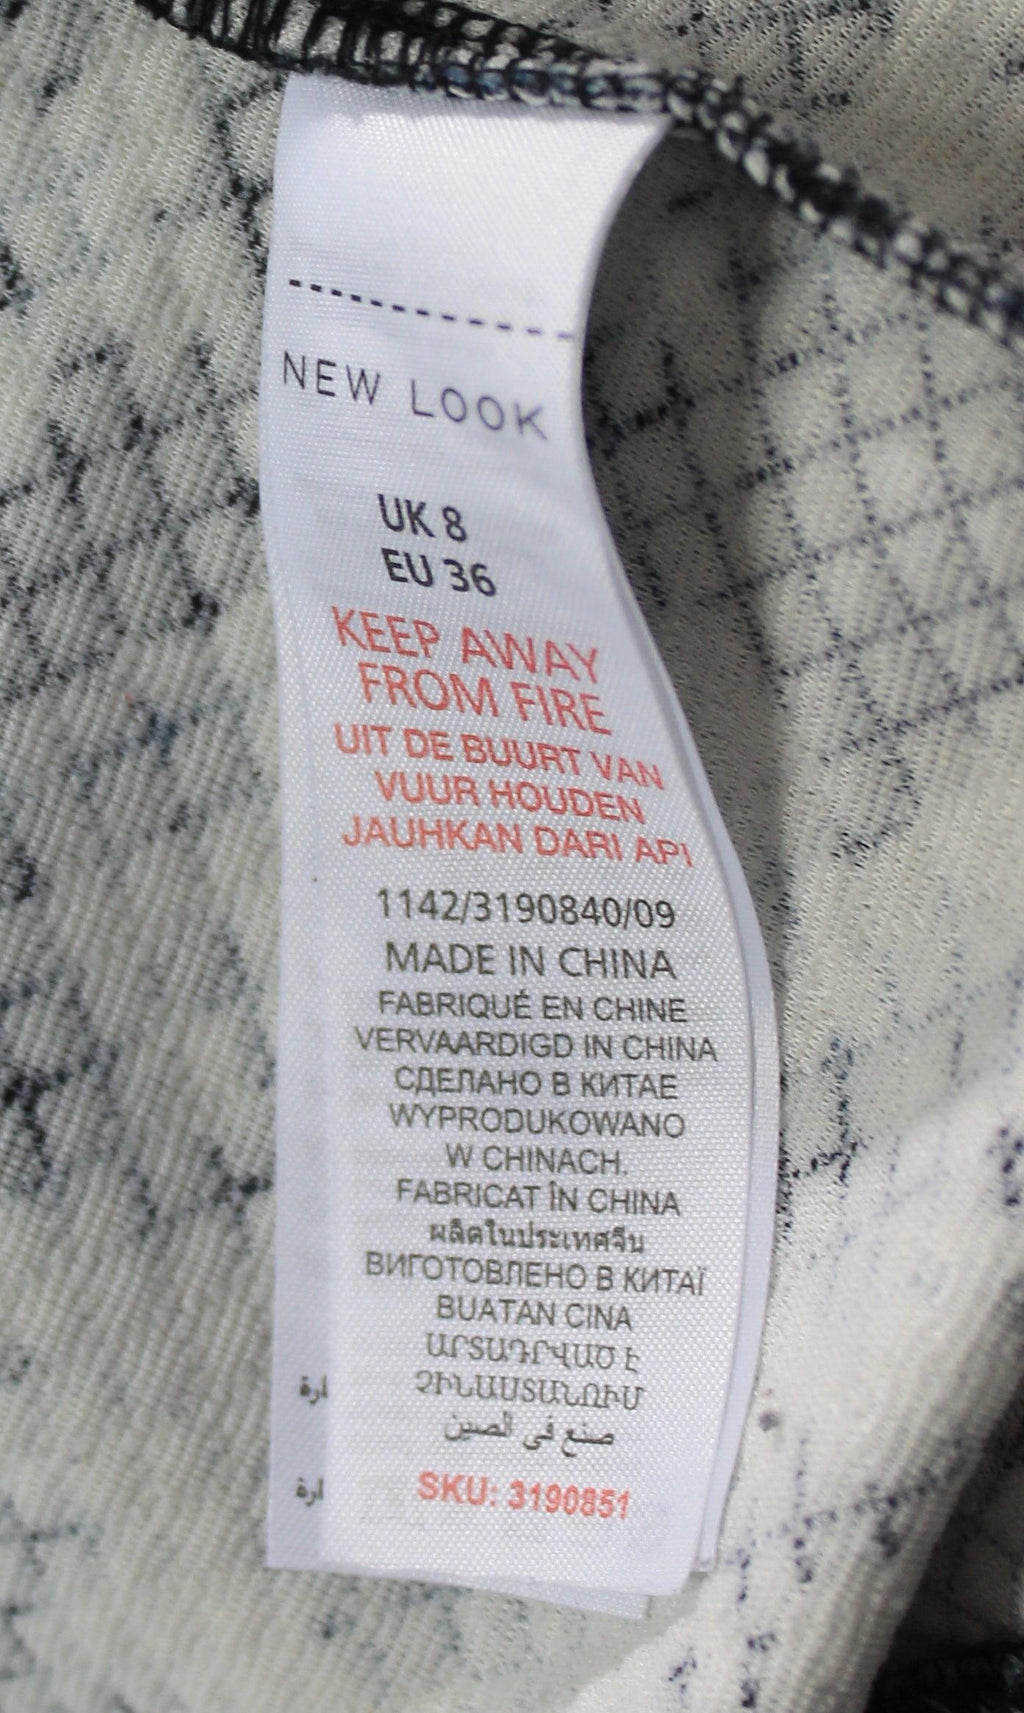 NEW LOOK
UK 8
EU 36
KEEP AWAY
FROM FIRE
UIT DE BUURT VAN
VUUR HOUDEN
JAUHKAN DARI API
1142/3190840/09
MADE IN CHINA
FABRIQUÉ EN CHINE
VERVAARDIGD IN CHINA
СДЕЛАНО В КИТАЕ
WYPRODUKOWANO
W CHINACH.
FABRICAT ÎN CHINA
ผลิตในประเทศจีน
ВИГОТОВЛЕНО В КИТАЇ
BUATAN CINA
ԱՐՏԱԴՐՎԱԾ Է
ՉԻՆԱՍՏԱՆՈՒՄ
صنع في الصين
SKU: 3190851